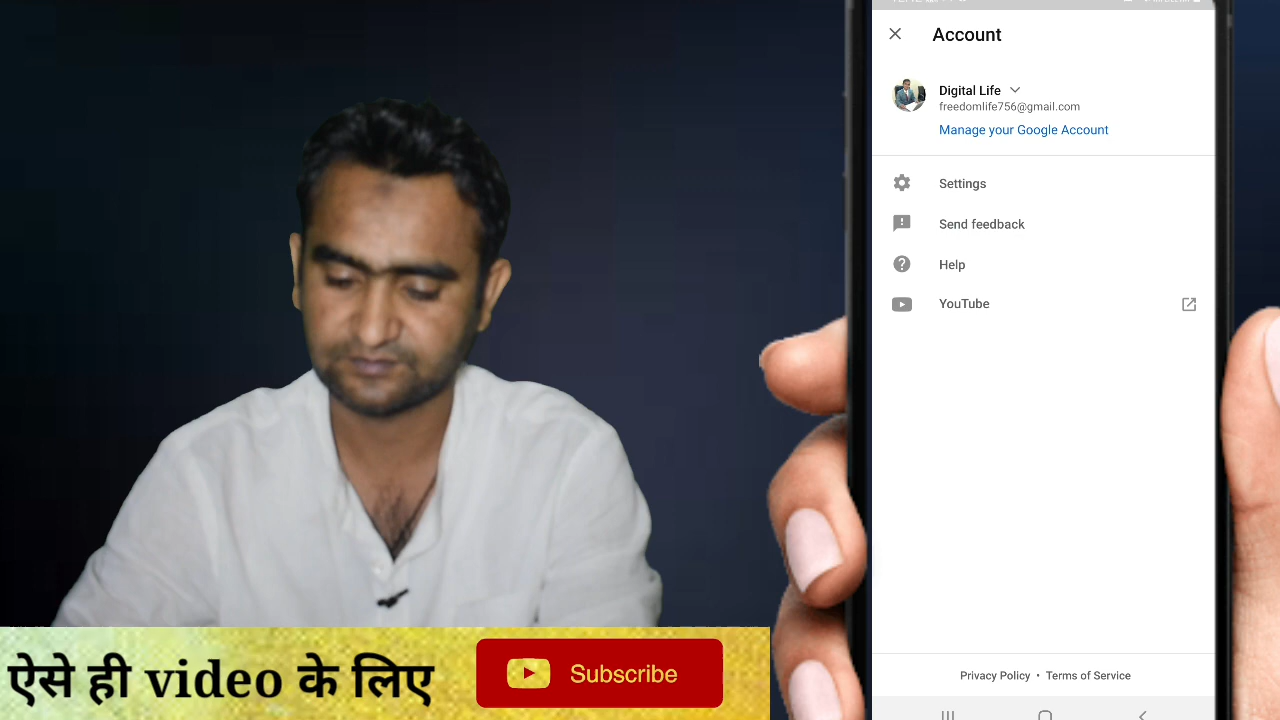 Account
Digital Life
freedomlife756@gmail.com
Manage your Google Account
Settings
Send feedback
Help
YouTube
Privacy Policy • Terms of Service
ऐसे ही video के लिए
Subscribe